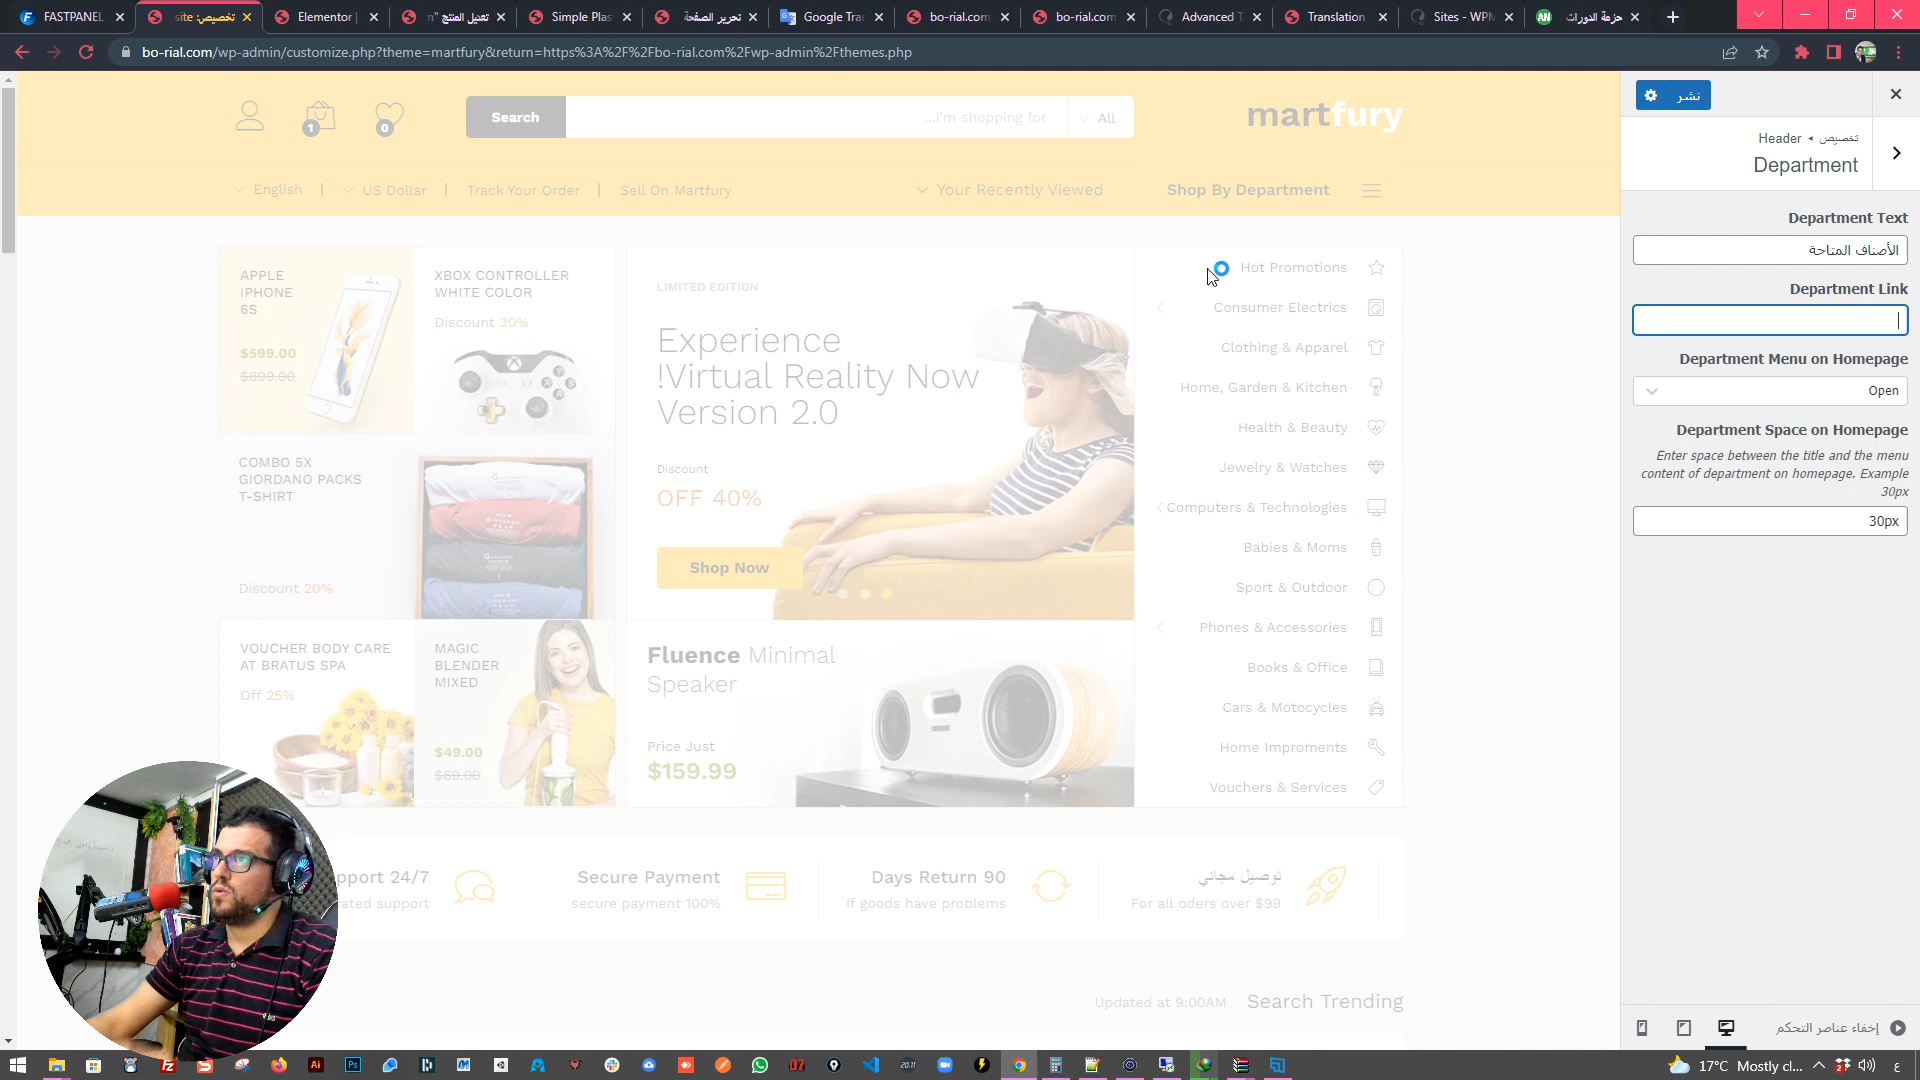 FASTPANEL
تخصيص: site
Elementor |
تعديل المنتج "n
Simple Plas
تحرير الصفحة
Google Tran
bo-rial.com
bo-rial.com
Advanced T
Translation
Sites - WPM
AN
حزمة الدورات
bo-rial.com/wp-admin/customize.php?theme=martfury&return=https%3A%2F%2Fbo-rial.com%2Fwp-admin%2Fthemes.php
1
0
Search
...I'm shopping for
All
martfury
English
US Dollar
Track Your Order
Sell On Martfury
Your Recently Viewed
Shop By Department
APPLE
IPHONE
6S
$599.00
$899.00
XBOX CONTROLLER
WHITE COLOR
Discount 30%
COMBO 5X
GIORDANO PACKS
T-SHIRT
Discount 20%
VOUCHER BODY CARE
AT BRATUS SPA
Off 25%
MAGIC
BLENDER
MIXED
$49.00
$69.00
LIMITED EDITION
Experience
!Virtual Reality Now
Version 2.0
Discount
OFF 40%
Shop Now
Fluence Minimal
Speaker
Price Just
$159.99
Hot Promotions
Consumer Electrics
Clothing & Apparel
Home, Garden & Kitchen
Health & Beauty
Jewelry & Watches
Computers & Technologies
Babies & Moms
Sport & Outdoor
Phones & Accessories
Books & Office
Cars & Motocycles
Home Improments
Vouchers & Services
pport 24/7
ated support
Secure Payment
secure payment 100%
Days Return 90
If goods have problems
توصيل مجاني
For all oders over $99
Updated at 9:00AM
Search Trending
نشر
تخصيص ◂ Header
Department
Department Text
الأصناف المتاحة
Department Link
Department Menu on Homepage
Open
Department Space on Homepage
Enter space between the title and the menu
content of department on homepage. Example
30px
30px
إخفاء عناصر التحكم
17°C Mostly cl...
ع